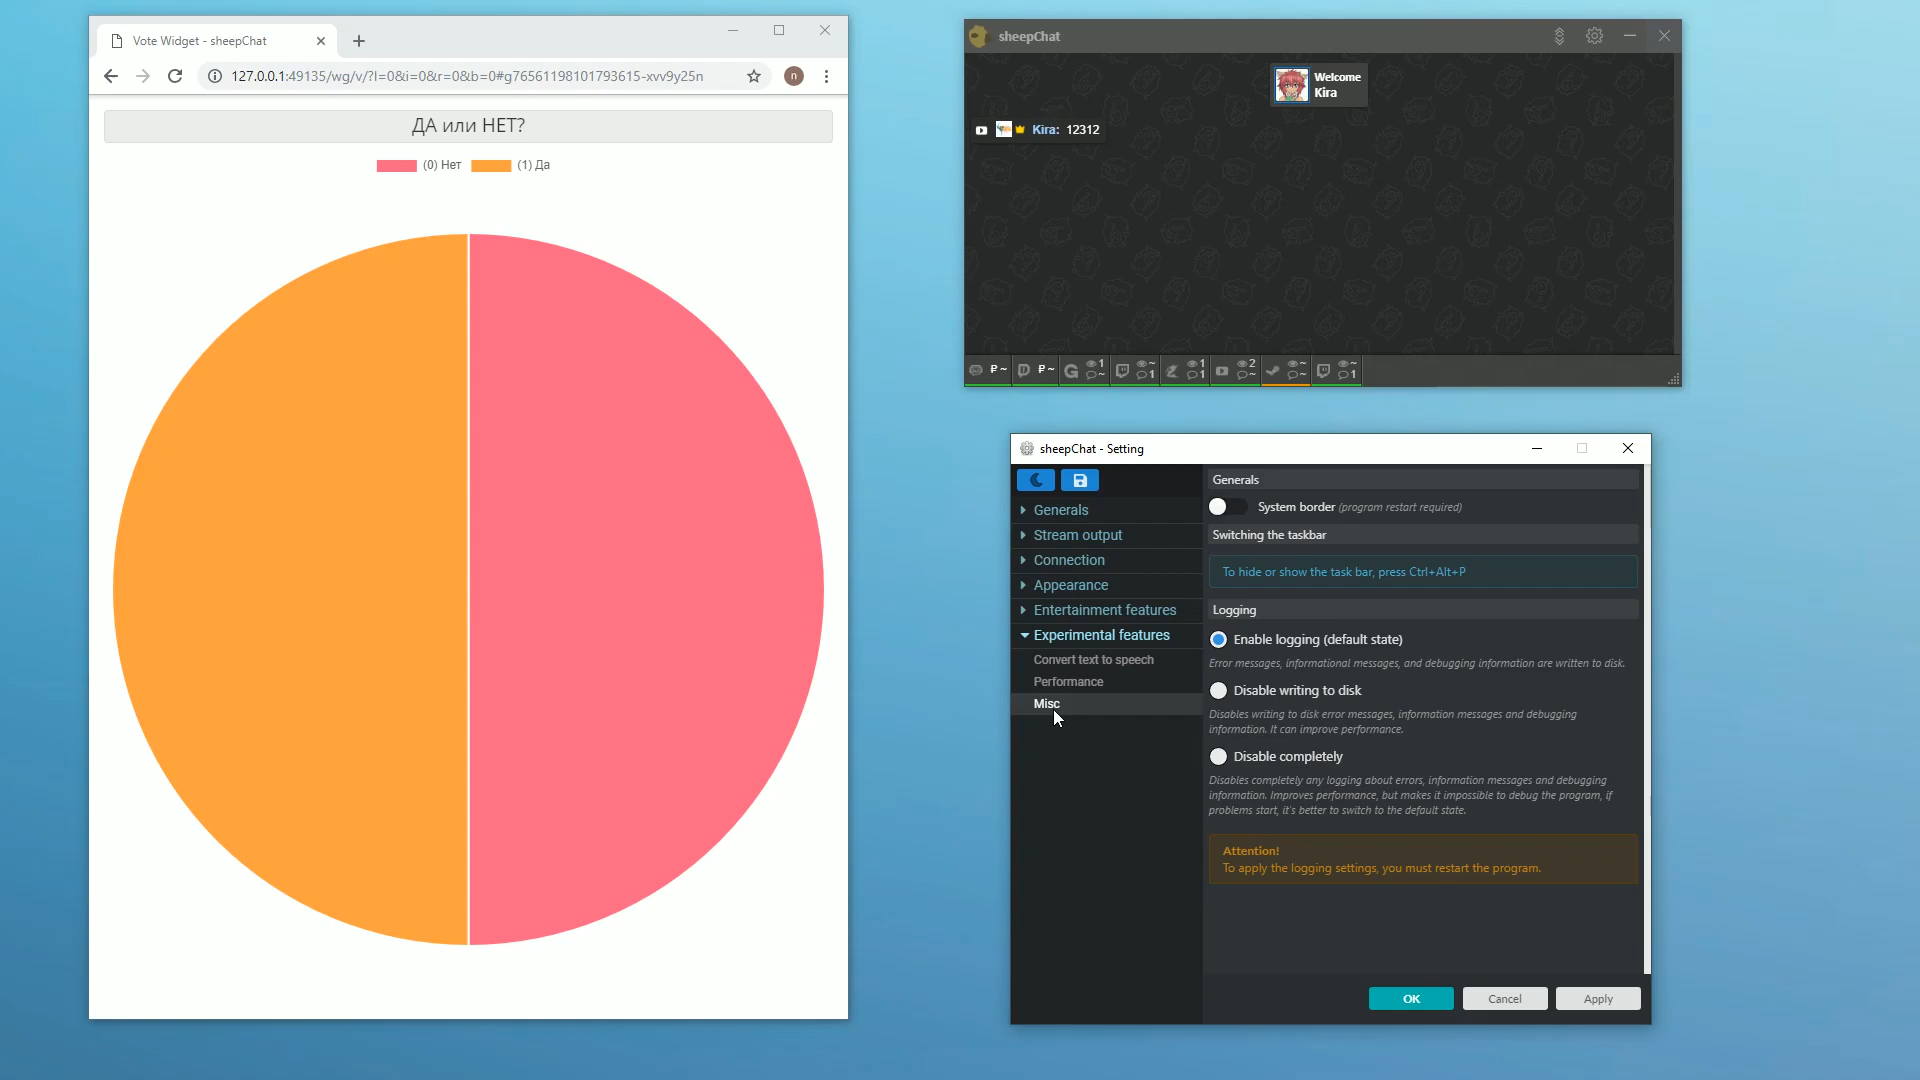 Vote Widget - sheepChat
127.0.0.1:49135/wg/v/?l=0&i=0&r=0&b=0#g76561198101793615-xvv9y25n
n
ДА или НЕТ?
(0) Нет (1) Да
sheepChat
Welcome
Kira
Kira: 12312
₽ ~ ₽ ~ 1 ~ ~ 1 1 1 2 ~ ~ ~ ~ 1
sheepChat - Setting
Generals
Stream output
Connection
Appearance
Entertainment features
Experimental features
Convert text to speech
Performance
Misc
Generals
System border (program restart required)
Switching the taskbar
To hide or show the task bar, press Ctrl+Alt+P
Logging
Enable logging (default state)
Error messages, informational messages, and debugging information are written to disk.
Disable writing to disk
Disables writing to disk error messages, information messages and debugging
information. It can improve performance.
Disable completely
Disables completely any logging about errors, information messages and debugging
information. Improves performance, but makes it impossible to debug the program, if
problems start, it's better to switch to the default state.
Attention!
To apply the logging settings, you must restart the program.
OK Cancel Apply